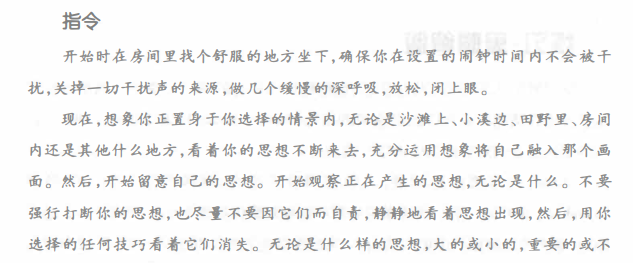 指令
开始时在房间里找个舒服的地方坐下,确保你在设置的闹钟时间内不会被干
扰,关掉一切干扰声的来源,做几个缓慢的深呼吸,放松,闭上眼。
现在,想象你正置身于你选择的情景内,无论是沙滩上、小溪边、田野里、房间
内还是其他什么地方,看着你的思想不断来去,充分运用想象将自己融入那个画
面。然后,开始留意自己的思想。开始观察正在产生的思想,无论是什么。不要
强行打断你的思想,也尽量不要因它们而自责,静静地看着思想出现,然后,用你
选择的任何技巧看着它们消失。无论是什么样的思想,大的或小的,重要的或不